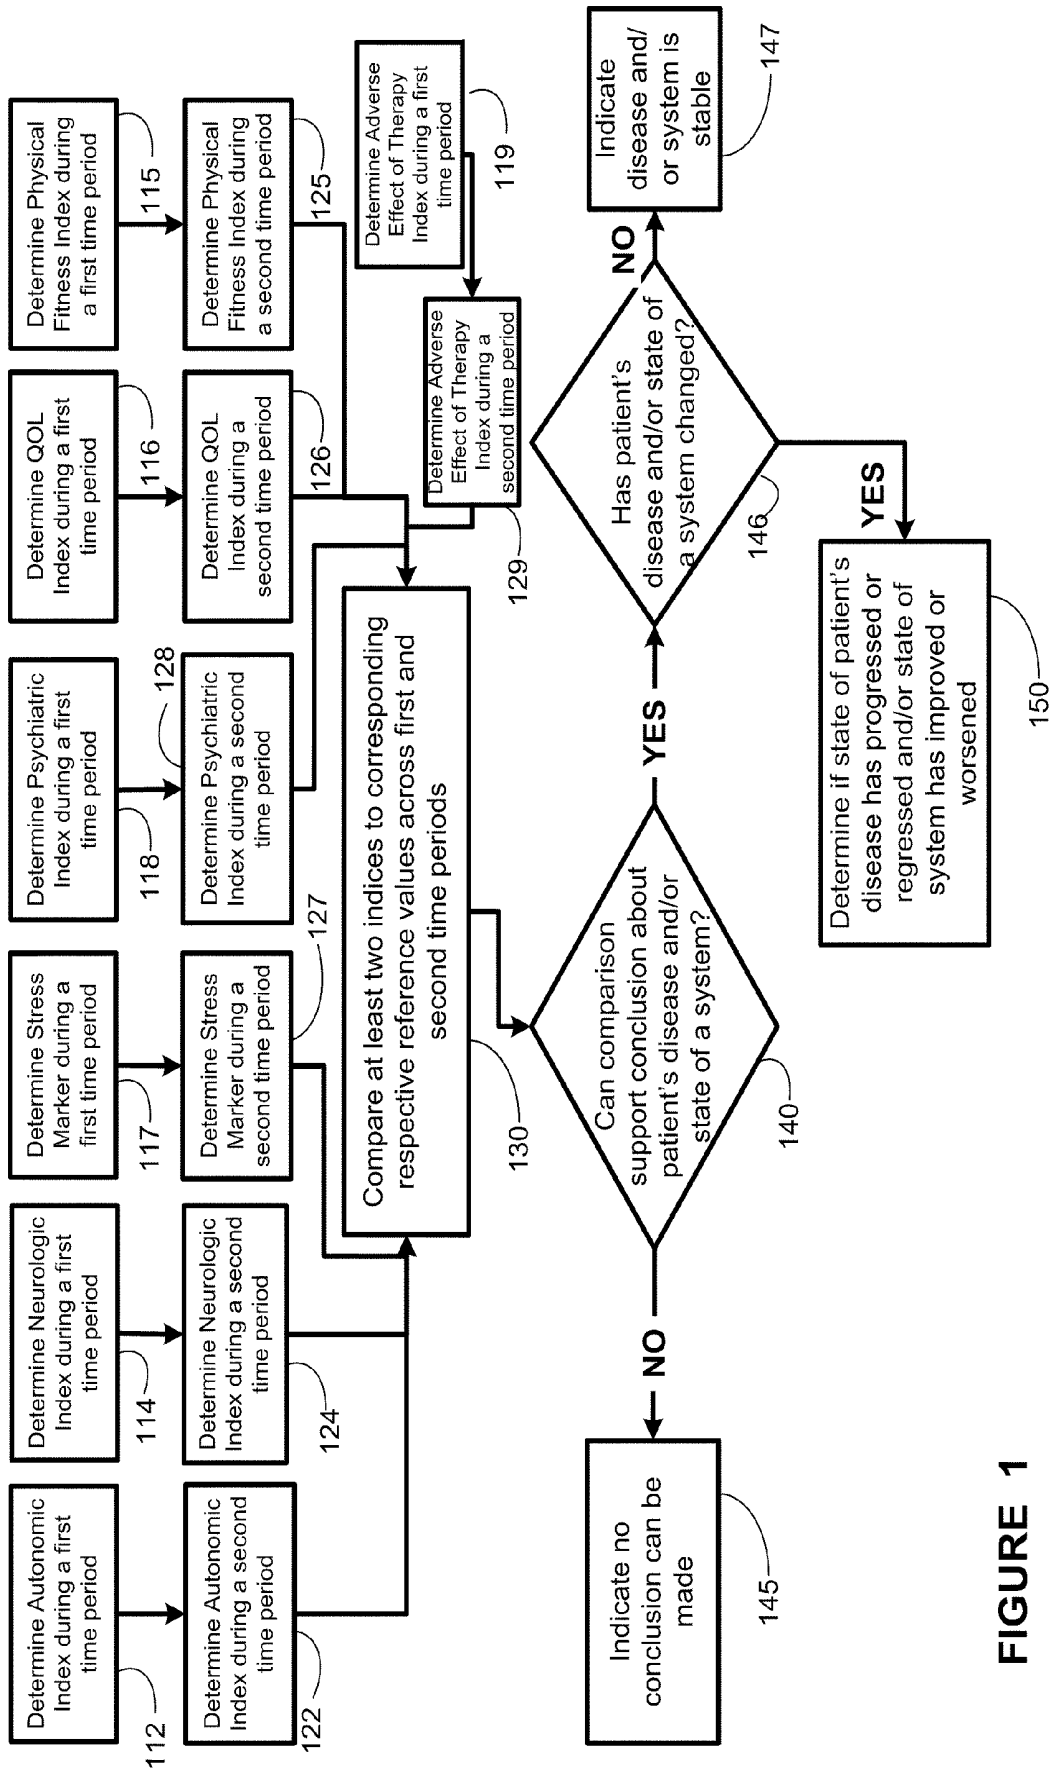 Determine Autonomic
Index during a first
time period
112
Determine Neurologic
Index during a first
time period
114
Determine Stress
Marker during a
first time period
117
Determine Psychiatric
Index during a first
time period
118
Determine QOL
Index during a first
time period
116
Determine Physical
Fitness Index during
a first time period
115
Determine Autonomic
Index during a second
time period
122
Determine Neurologic
Index during a second
time period
124
Determine Stress
Marker during a
second time period
127
Determine Psychiatric
Index during a second
time period
128
Determine QOL
Index during a
second time period
126
Determine Physical
Fitness Index during
a second time period
125
Determine Adverse
Effect of Therapy
Index during a first
time period
119
Determine Adverse
Effect of Therapy
Index during a
second time period
129
Compare at least two indices to corresponding
respective reference values across first and
second time periods
130
Indicate no
conclusion can be
made
145
NO
Can comparison
support conclusion about
patient's disease and/or
state of a system?
140
YES
Has patient's
disease and/or state of
a system changed?
146
NO
Indicate
disease and/
or system is
stable
147
YES
Determine if state of patient's
disease has progressed or
regressed and/or state of
system has improved or
worsened
150
FIGURE 1